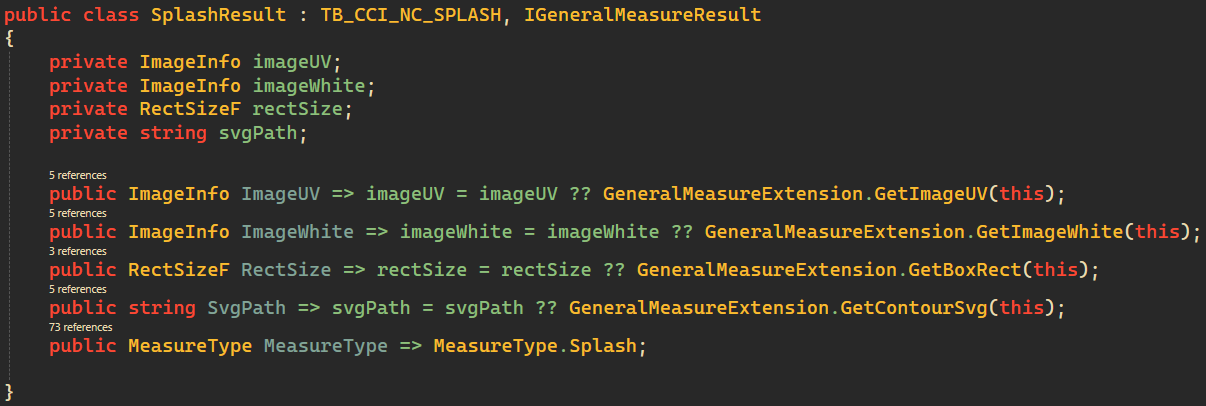 public class SplashResult : TB_CCI_NC_SPLASH, IGeneralMeasureResult
{
    private ImageInfo imageUV;
    private ImageInfo imageWhite;
    private RectSizeF rectSize;
    private string svgPath;
    5 references
    public ImageInfo ImageUV => imageUV = imageUV ?? GeneralMeasureExtension.GetImageUV(this);
    5 references
    public ImageInfo ImageWhite => imageWhite = imageWhite ?? GeneralMeasureExtension.GetImageWhite(this);
    3 references
    public RectSizeF RectSize => rectSize = rectSize ?? GeneralMeasureExtension.GetBoxRect(this);
    5 references
    public string SvgPath => svgPath = svgPath ?? GeneralMeasureExtension.GetContourSvg(this);
    73 references
    public MeasureType MeasureType => MeasureType.Splash;
}